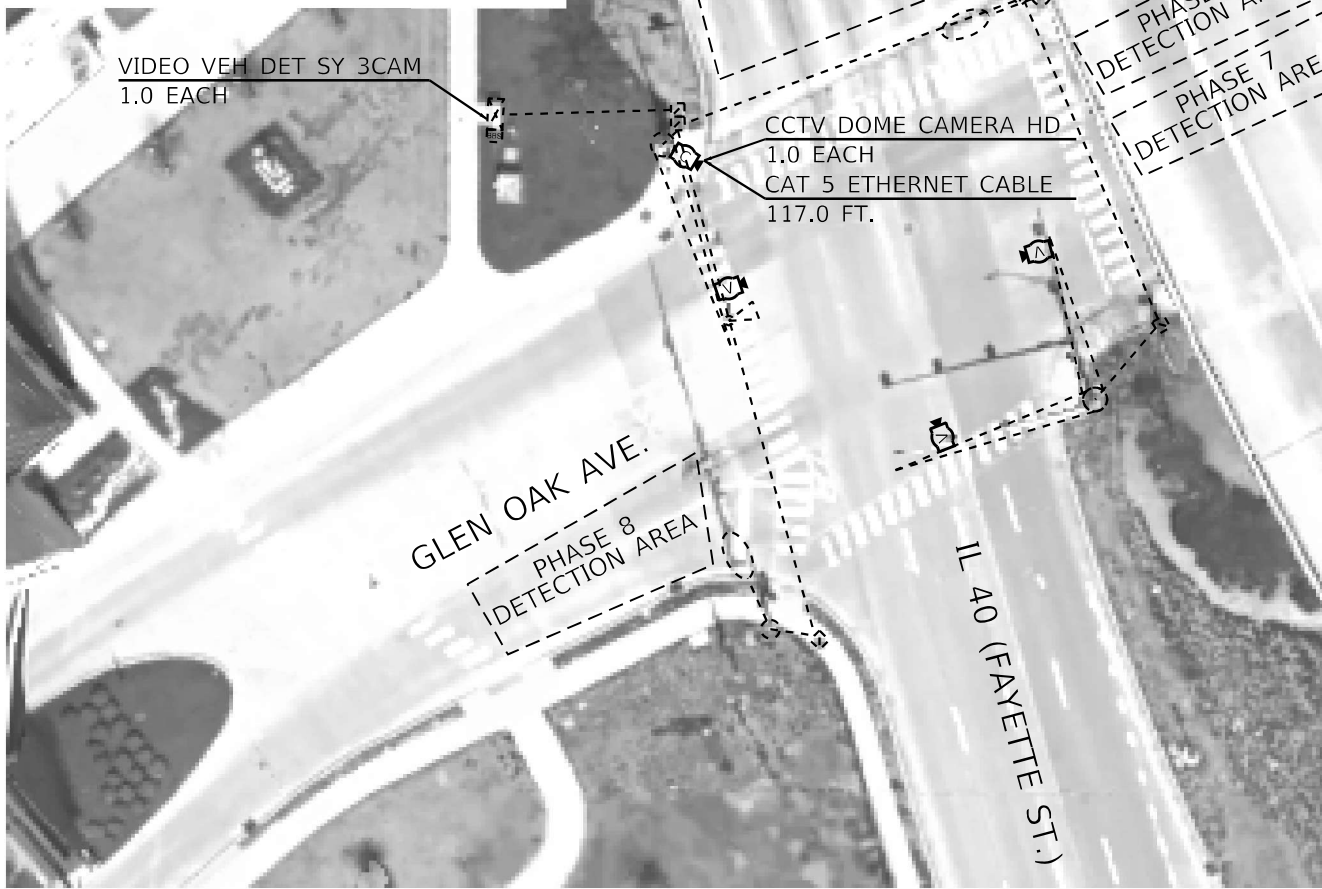 VIDEO VEH DET SY 3CAM
1.0 EACH
CCTV DOME CAMERA HD
1.0 EACH
CAT 5 ETHERNET CABLE
117.0 FT.
PHASE
DETECTION A
PHASE 7
DETECTION ARE
C
V
V
V
GLEN OAK AVE.
PHASE 8
DETECTION AREA
IL 40 (FAYETTE ST.)